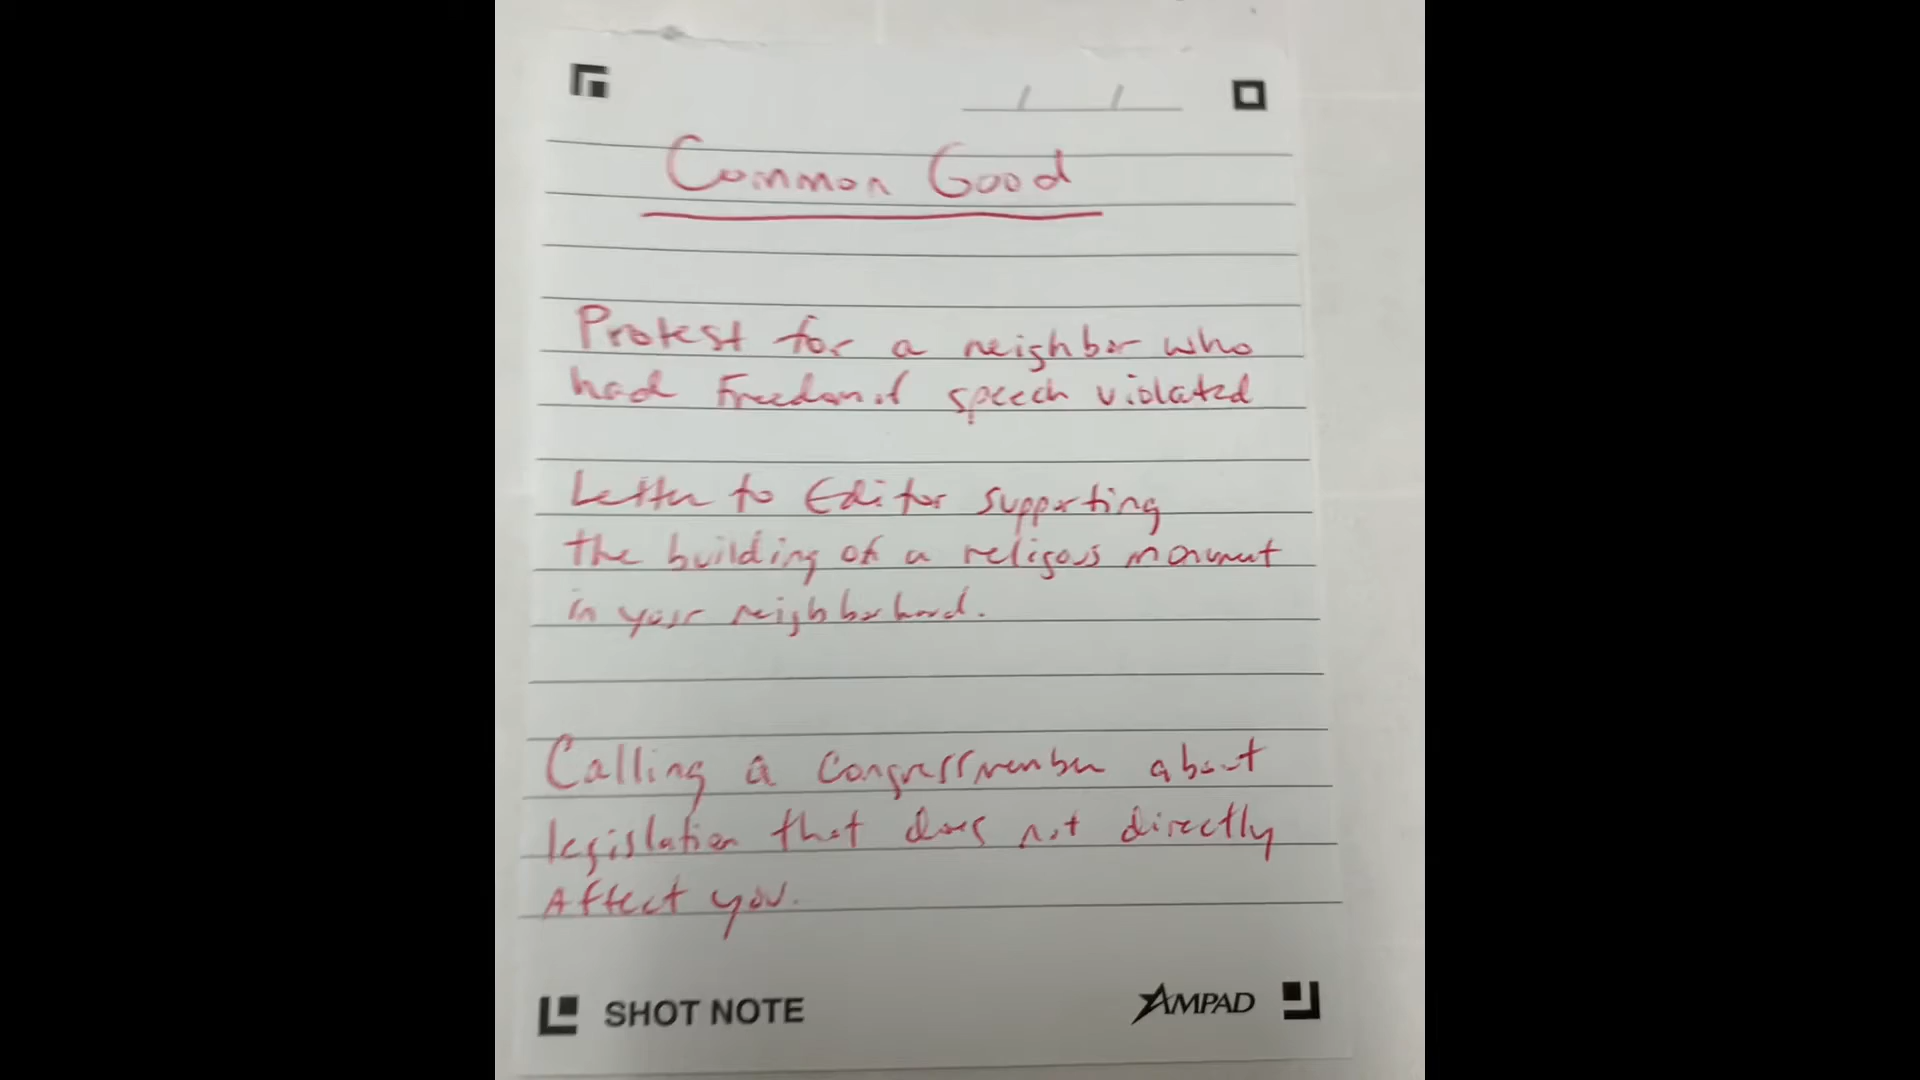 / /
Common Good
Protest for a neighbor who
had Freedom of speech violated
Letter to Editor supporting
the building of a religous monument
in your neighborhood.
Calling a Congressmember about
legislation that does not directly
Affect you.
SHOT NOTE
AMPAD